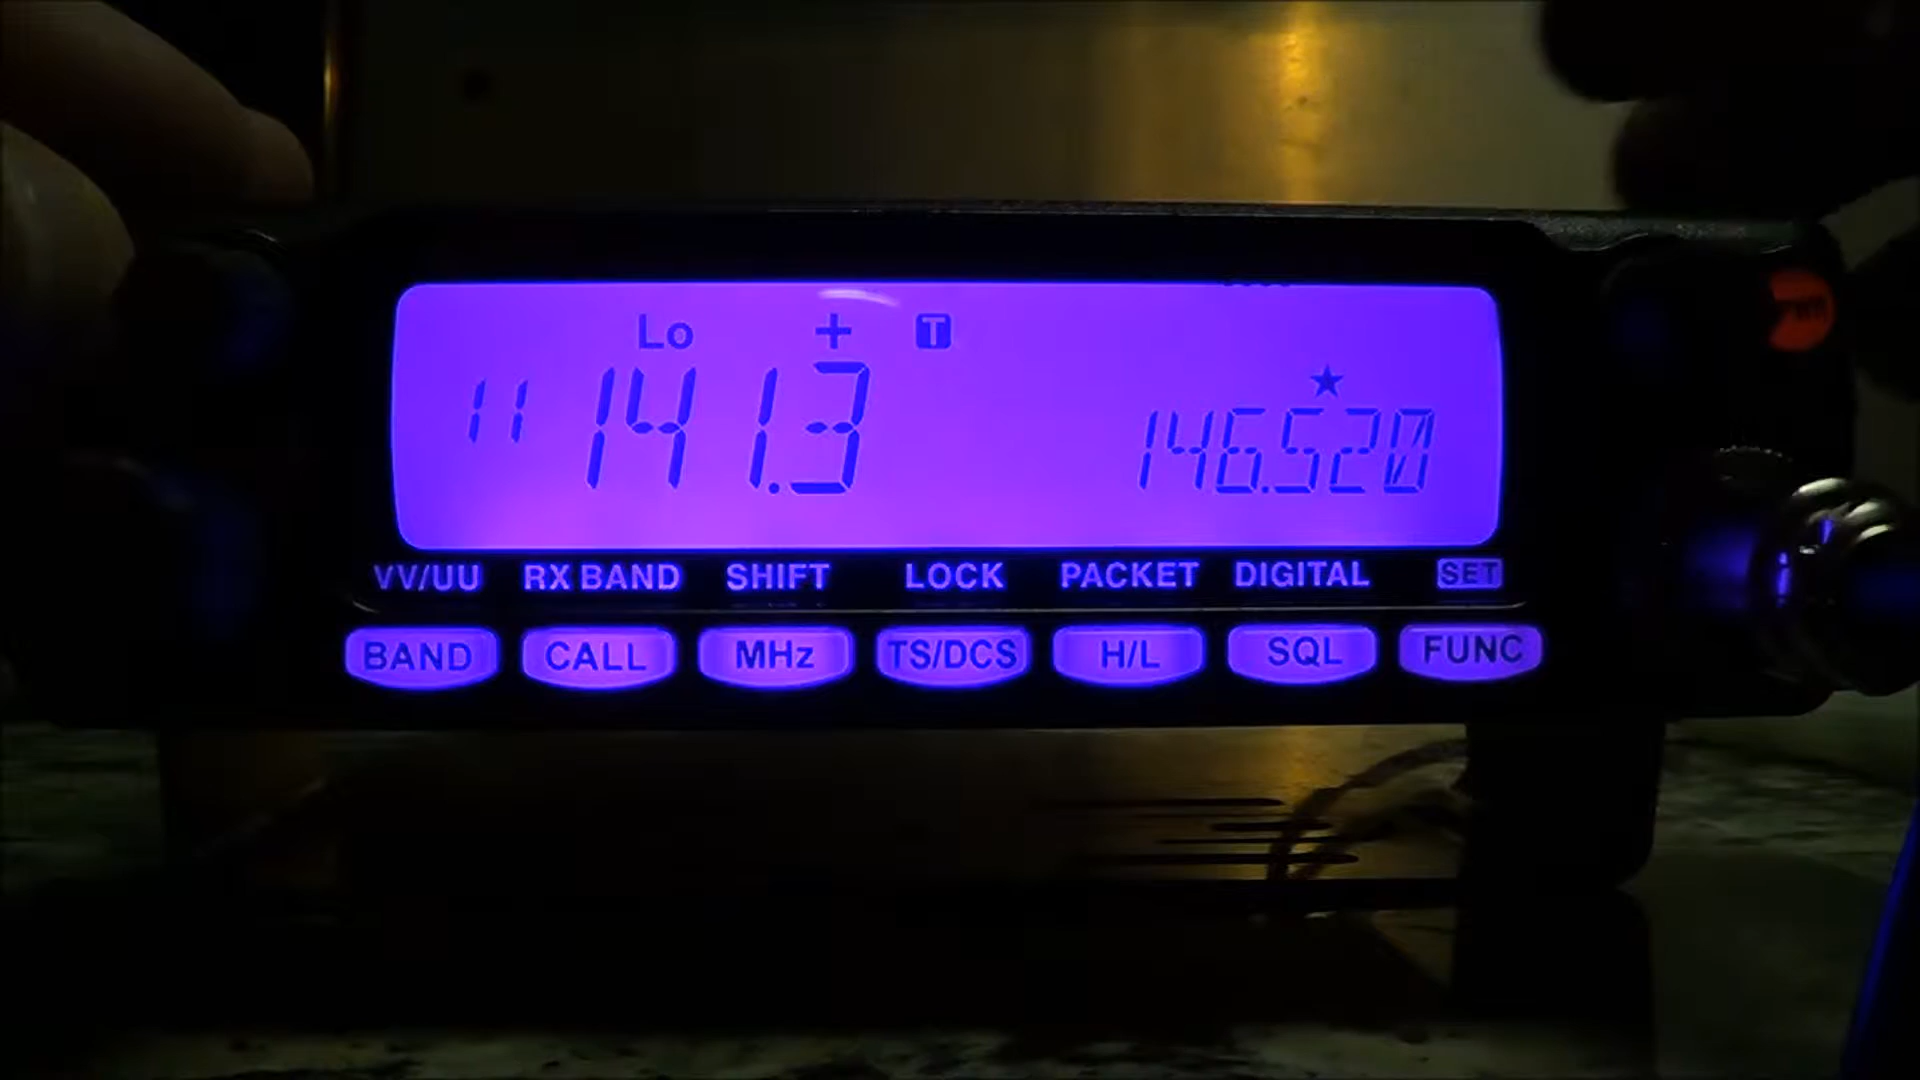 Lo + T
11 141.3
★
146.520
VV/UU RX BAND SHIFT LOCK PACKET DIGITAL SET
BAND CALL MHz TS/DCS H/L SQL FUNC